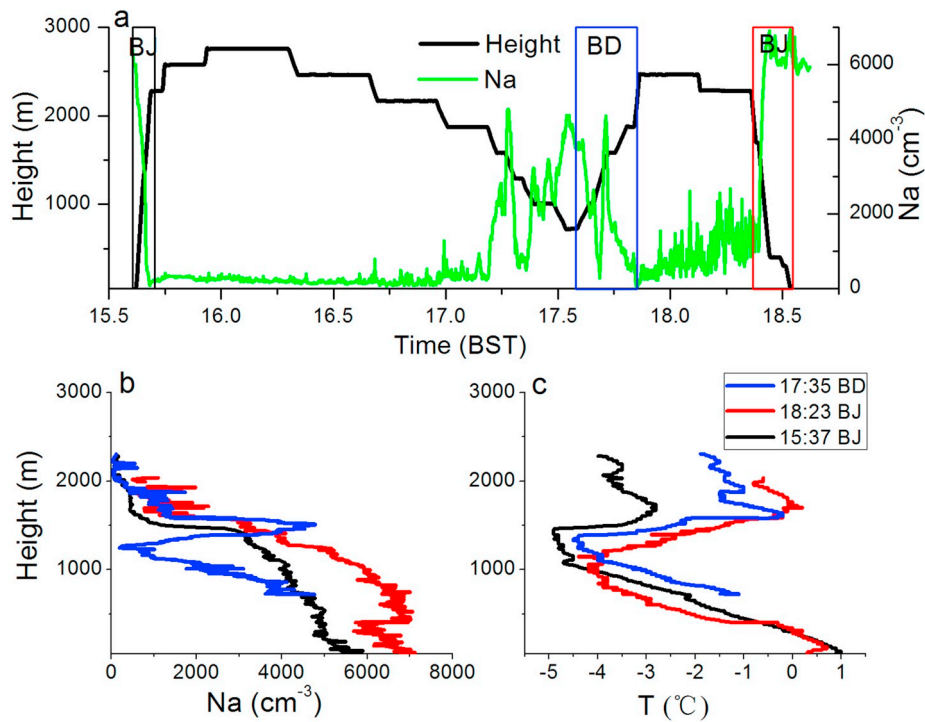 a
3000
2000
1000
Height (m)
BJ
Height
Na
BD
BJ
6000
4000
2000
0
Na (cm⁻³)
15.5 16.0 16.5 17.0 17.5 18.0 18.5
Time (BST)
b
3000
2000
1000
Height (m)
0 2000 4000 6000 8000
Na (cm⁻³)
c
3000
2000
1000
17:35 BD
18:23 BJ
15:37 BJ
-5 -4 -3 -2 -1 0 1
T (℃)